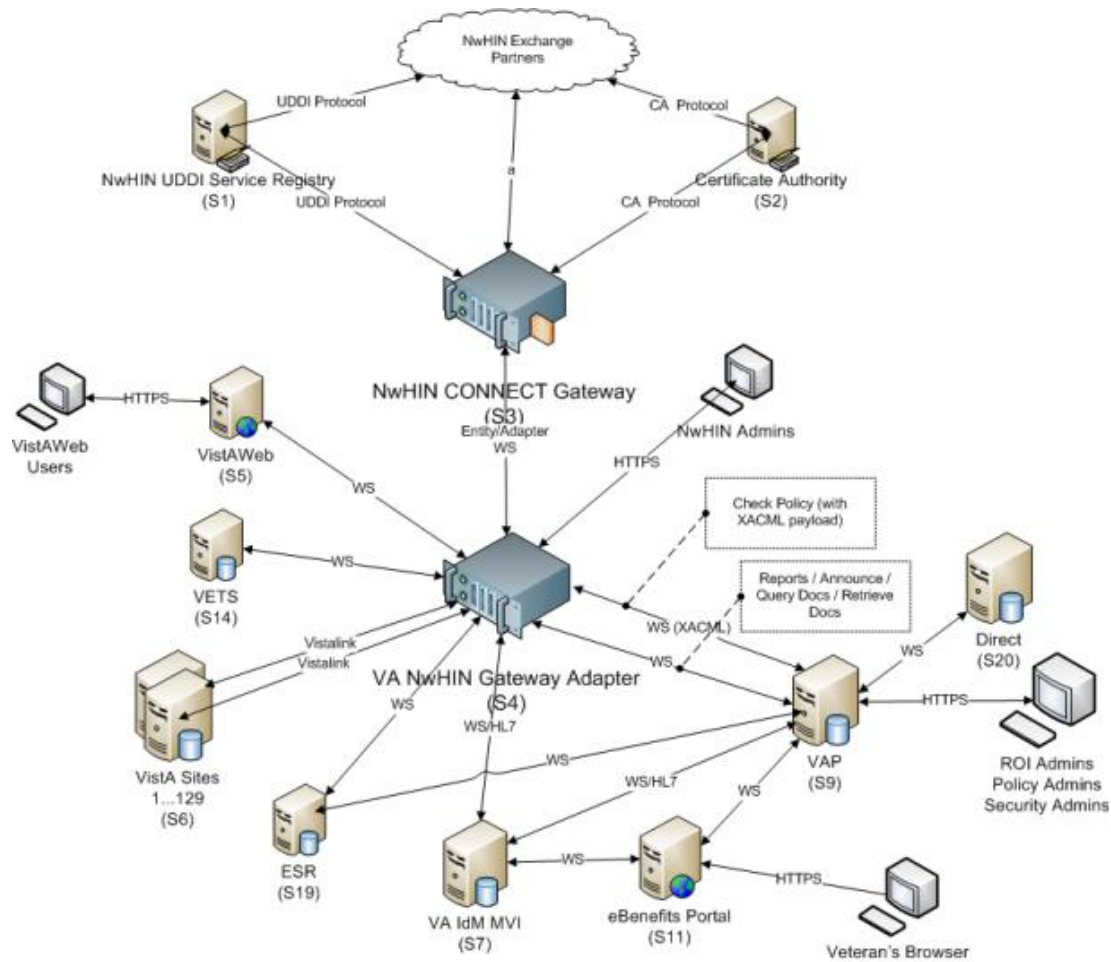 NwHIN Exchange
Partners
UDDI Protocol
CA Protocol
NwHIN UDDI Service Registry
(S1)
a
Certificate Authority
(S2)
UDDI Protocol
CA Protocol
NwHIN CONNECT Gateway
(S3)
Entity/Adapter
WS
HTTPS
VistAWeb
Users
VistAWeb
(S5)
NwHIN Admins
HTTPS
WS
Check Policy (with
XACML payload)
WS
VETS
(S14)
Reports / Announce /
Query Docs / Retrieve
Docs
WS (XACML)
WS
Direct
(S20)
WS
Vistalink
Vistalink
VA NwHIN Gateway Adapter
(S4)
WS
WS/HL7
HTTPS
VistA Sites
1...129
(S6)
VAP
(S9)
ROI Admins
Policy Admins
Security Admins
WS
WS/HL7
WS
ESR
(S19)
WS
VA IdM MVI
(S7)
eBenefits Portal
(S11)
HTTPS
Veteran's Browser